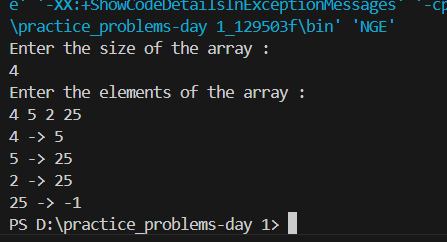 e' '-XX:+ShowCodeDetailsInExceptionMessages' '-cp
\practice_problems-day 1_129503f\bin' 'NGE'
Enter the size of the array :
4
Enter the elements of the array :
4 5 2 25
4 -> 5
5 -> 25
2 -> 25
25 -> -1
PS D:\practice_problems-day 1>